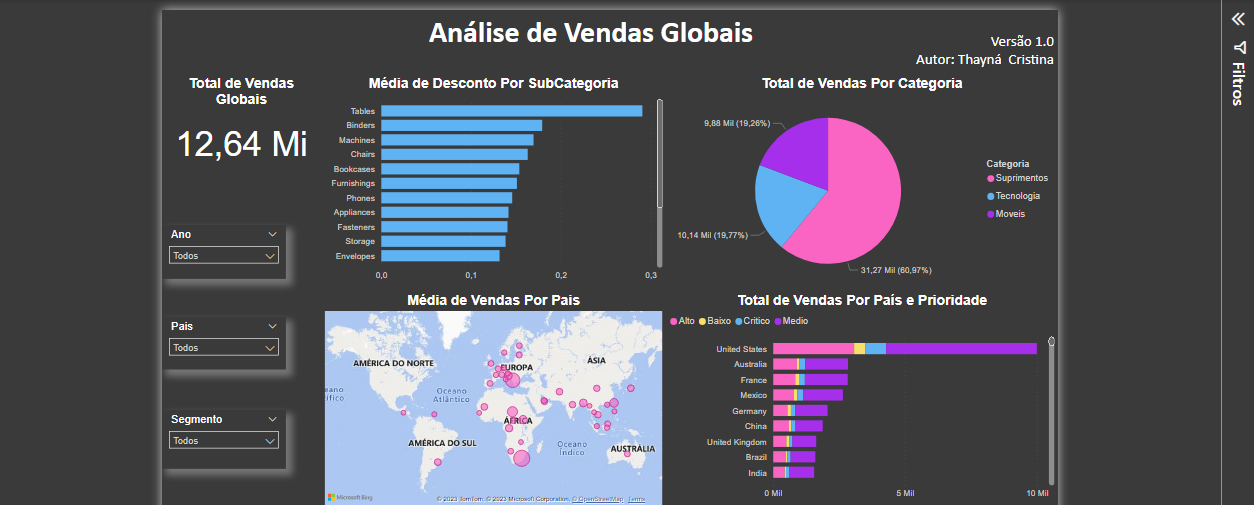 Análise de Vendas Globais
Versão 1.0
Autor: Thayná Cristina
Filtros
Total de Vendas
Globais
12,64 Mi
Ano
Todos
Pais
Todos
Segmento
Todos
Média de Desconto Por SubCategoria
Tables
Binders
Machines
Chairs
Bookcases
Furnishings
Phones
Appliances
Fasteners
Storage
Envelopes
0,0 0,1 0,2 0,3
Total de Vendas Por Categoria
9,88 Mil (19,26%)
10,14 Mil (19,77%)
31,27 Mil (60,97%)
Categoria
Suprimentos
Tecnologia
Moveis
Média de Vendas Por Pais
AMÉRICA DO NORTE
EUROPA
ÁSIA
Oceano
Atlântico
eano
cífico
ÁFRICA
AMÉRICA DO SUL
Oceano
Índico
AUSTRÁLIA
Microsoft Bing
© 2023 TomTom, © 2023 Microsoft Corporation, © OpenStreetMap Terms
Total de Vendas Por País e Prioridade
Alto Baixo Critico Medio
United States
Australia
France
Mexico
Germany
China
United Kingdom
Brazil
India
0 Mil 5 Mil 10 Mil